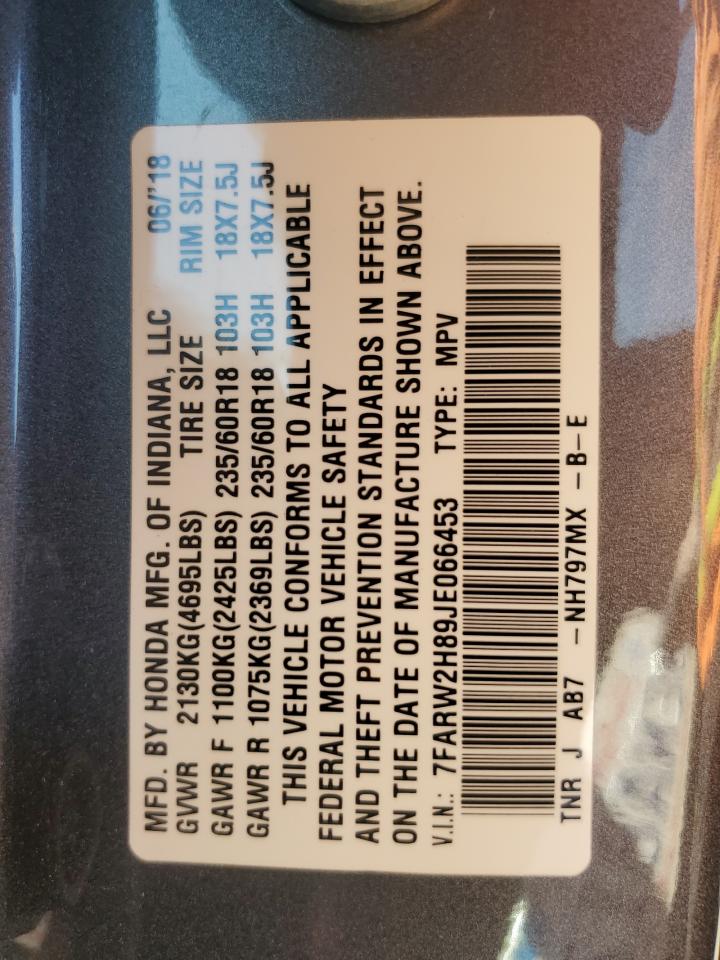 MFD. BY HONDA MFG. OF INDIANA, LLC 06/'18
GVWR 2130KG(4695LBS) TIRE SIZE RIM SIZE
GAWR F 1100KG(2425LBS) 235/60R18 103H 18X7.5J
GAWR R 1075KG(2369LBS) 235/60R18 103H 18X7.5J
THIS VEHICLE CONFORMS TO ALL APPLICABLE
FEDERAL MOTOR VEHICLE SAFETY
AND THEFT PREVENTION STANDARDS IN EFFECT
ON THE DATE OF MANUFACTURE SHOWN ABOVE.
V.I.N.: 7FARW2H89JE066453 TYPE: MPV
TNR J AB7 -NH797MX -B-E